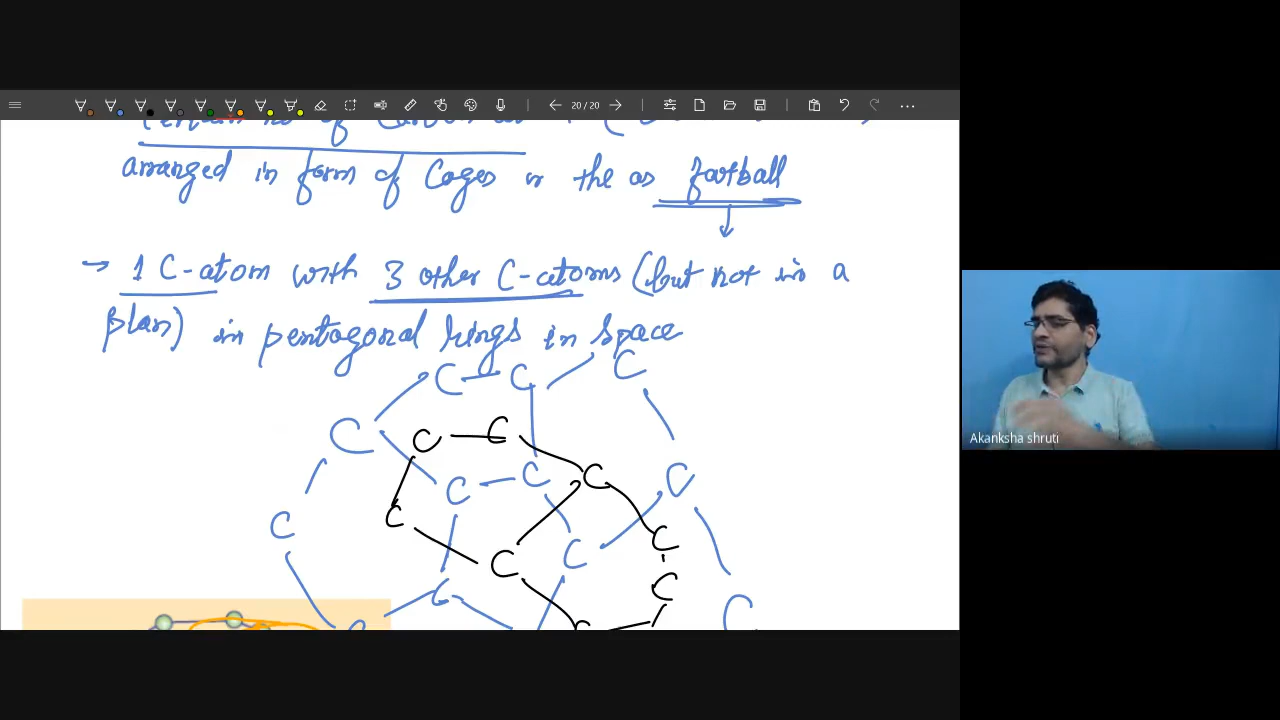 20/20
of
arranged in form of Cages or the as football
→ 1 C-atom with 3 other C-atoms (but not in a
plan) in pentagonal rings in space
C C C
C C C
C C C C
C C C
C C C
C C
C C
Akanksha shruti